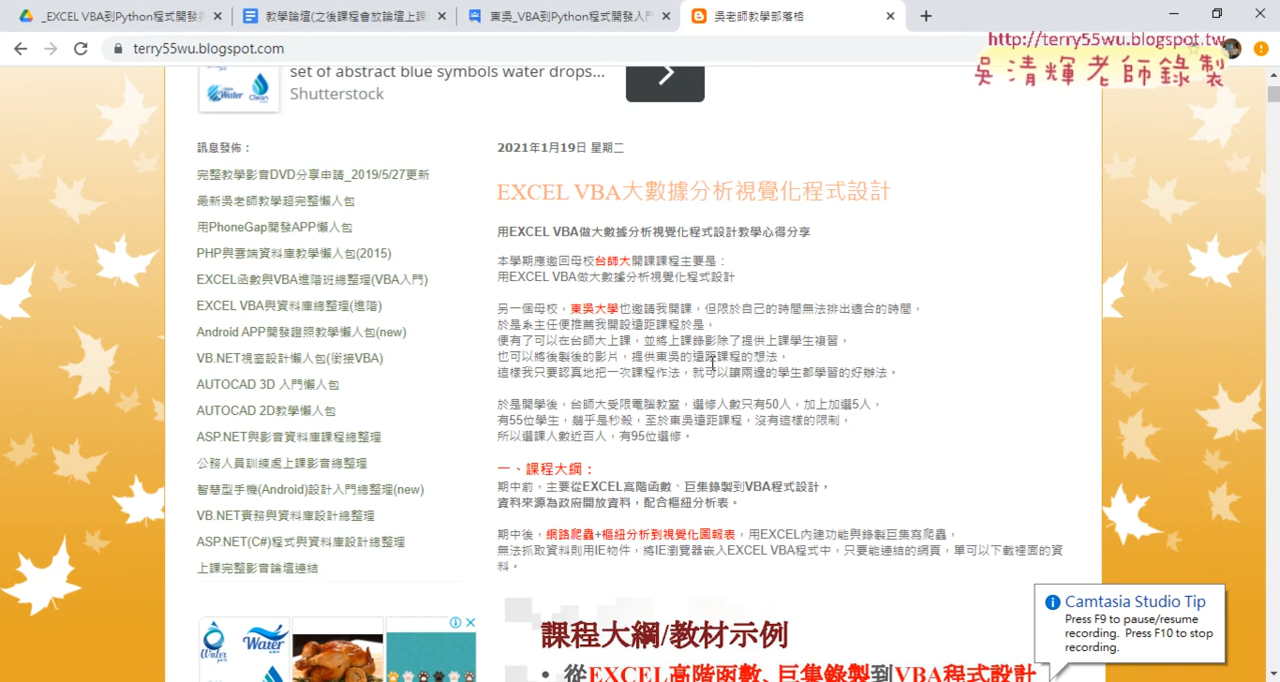 _EXCEL VBA到Python程式開發
教學論壇(之後課程會放論壇上課
東吳_VBA到Python程式開發入門
吳老師教學部落格
terry55wu.blogspot.com
http://terry55wu.blogspot.tw
吳清輝老師錄製
set of abstract blue symbols water drops...
Shutterstock
訊息發佈：
完整教學影音DVD分享申請_2019/5/27更新
最新吳老師教學超完整懶人包
用PhoneGap開發APP懶人包
PHP與雲端資料庫教學懶人包(2015)
EXCEL函數與VBA進階班總整理(VBA入門)
EXCEL VBA與資料庫總整理(進階)
Android APP開發證照教學懶人包(new)
VB.NET視窗設計懶人包(銜接VBA)
AUTOCAD 3D 入門懶人包
AUTOCAD 2D教學懶人包
ASP.NET與影音資料庫課程總整理
公務人員訓練處上課影音總整理
智慧型手機(Android)設計入門總整理(new)
VB.NET實務與資料庫設計總整理
ASP.NET(C#)程式與資料庫設計總整理
上課完整影音論壇連結
2021年1月19日 星期二
EXCEL VBA大數據分析視覺化程式設計
用EXCEL VBA做大數據分析視覺化程式設計教學心得分享
本學期應邀回母校台師大開課課程主要是：
用EXCEL VBA做大數據分析視覺化程式設計
另一個母校，東吳大學也邀請我開課，但限於自己的時間無法排出適合的時間，
於是系主任便推薦我開設遠距課程於是，
便有了可以在台師大上課，並將上課錄影除了提供上課學生複習，
也可以將後製後的影片，提供東吳的遠距課程的想法，
這樣我只要認真地把一次課程作法，就可以讓兩邊的學生都學習的好辦法。
於是開學後，台師大受限電腦教室，選修人數只有50人，加上加選5人，
有55位學生，幾乎是秒殺，至於東吳遠距課程，沒有這樣的限制，
所以選課人數近百人，有95位選修。
一、課程大綱：
期中前，主要從EXCEL高階函數、巨集錄製到VBA程式設計，
資料來源為政府開放資料，配合樞紐分析表。
期中後，網路爬蟲+樞紐分析到視覺化圖報表，用EXCEL內建功能與錄製巨集寫爬蟲，
無法抓取資料則用IE物件，將IE瀏覽器嵌入EXCEL VBA程式中，只要能連結的網頁，單可以下載裡面的資
料。
課程大綱/教材示例
• 從EXCEL高階函數、巨集錄製到VBA程式設計
Camtasia Studio Tip
Press F9 to pause/resume
recording. Press F10 to stop
recording.